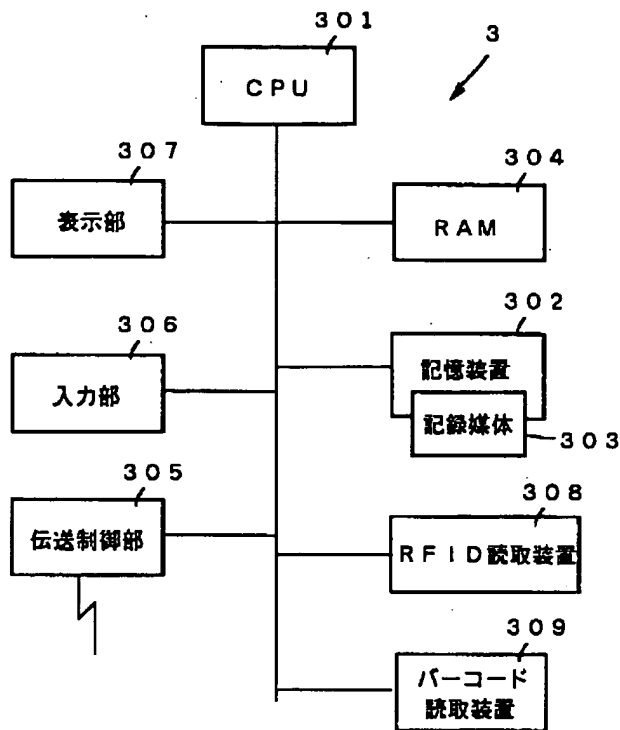 301
CPU
3
307
表示部
304
RAM
306
入力部
302
記憶装置
記録媒体
303
305
伝送制御部
308
RFID読取装置
309
バーコード
読取装置